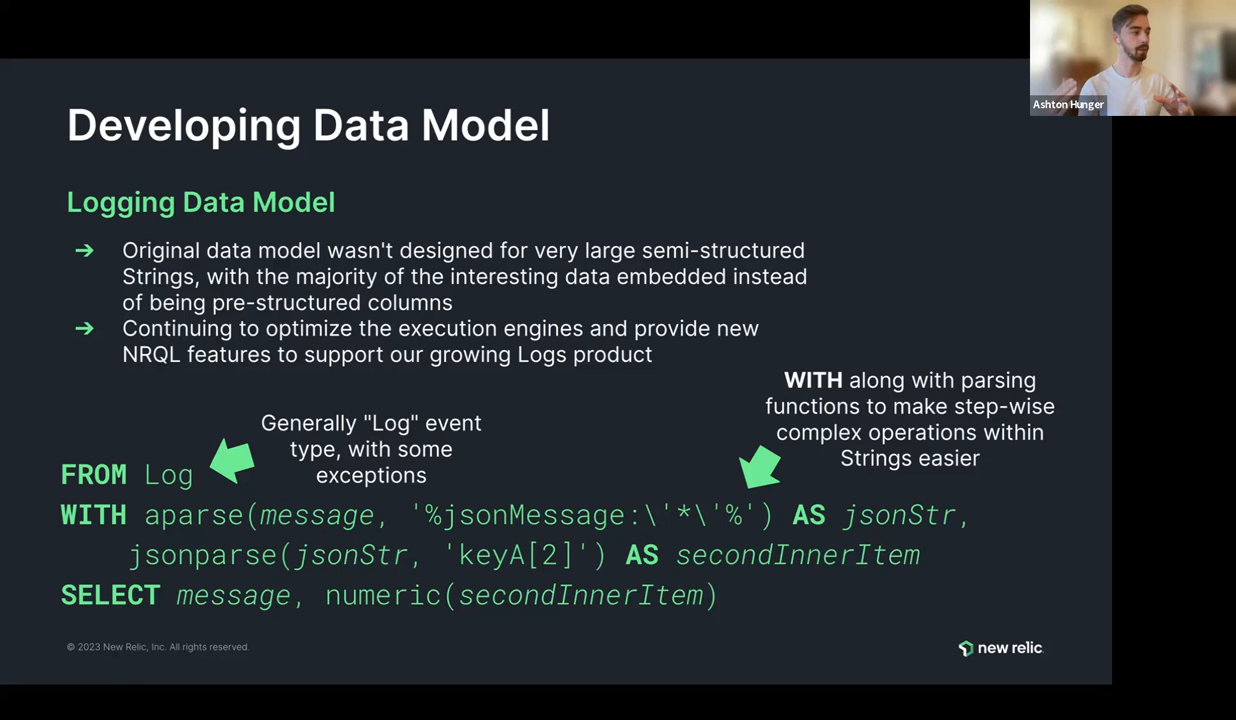 Ashton Hunger
Developing Data Model
Logging Data Model
➔ Original data model wasn't designed for very large semi-structured
Strings, with the majority of the interesting data embedded instead
of being pre-structured columns
➔ Continuing to optimize the execution engines and provide new
NRQL features to support our growing Logs product
WITH along with parsing
functions to make step-wise
complex operations within
Strings easier
Generally "Log" event
type, with some
exceptions
FROM Log
WITH aparse(message, '%jsonMessage:\'*\'%') AS jsonStr,
jsonparse(jsonStr, 'keyA[2]') AS secondInnerItem
SELECT message, numeric(secondInnerItem)
© 2023 New Relic, Inc. All rights reserved.
new relic